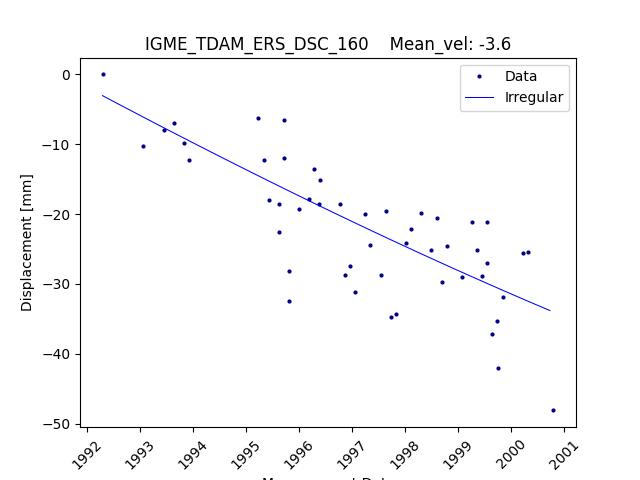 IGME_TDAM_ERS_DSC_160    Mean_vel: -3.6
Data
Irregular
Displacement [mm]
0
−10
−20
−30
−40
−50
1992 1993 1994 1995 1996 1997 1998 1999 2000 2001